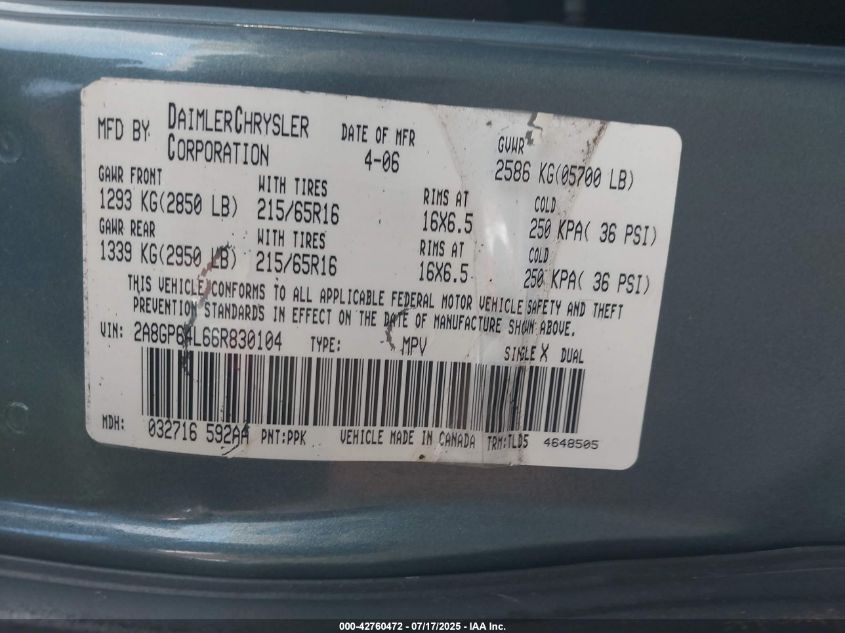 MFD BY DAIMLERCHRYSLER CORPORATION
DATE OF MFR 4-06
GVWR 2586 KG(05700 LB)
GAWR FRONT WITH TIRES RIMS AT COLD
1293 KG(2850 LB) 215/65R16 16X6.5 250 KPA( 36 PSI)
GAWR REAR WITH TIRES RIMS AT COLD
1339 KG(2950 LB) 215/65R16 16X6.5 250 KPA( 36 PSI)
THIS VEHICLE CONFORMS TO ALL APPLICABLE FEDERAL MOTOR VEHICLE SAFETY AND THEFT
PREVENTION STANDARDS IN EFFECT ON THE DATE OF MANUFACTURE SHOWN ABOVE.
VIN: 2A8GP64L66R830104 TYPE: MPV SINGLE X DUAL
MDH: 032716 592AA PNT:PPK VEHICLE MADE IN CANADA TRM:TLD5 4648505
000-42760472 / 07/17/2025 - IAA Inc.